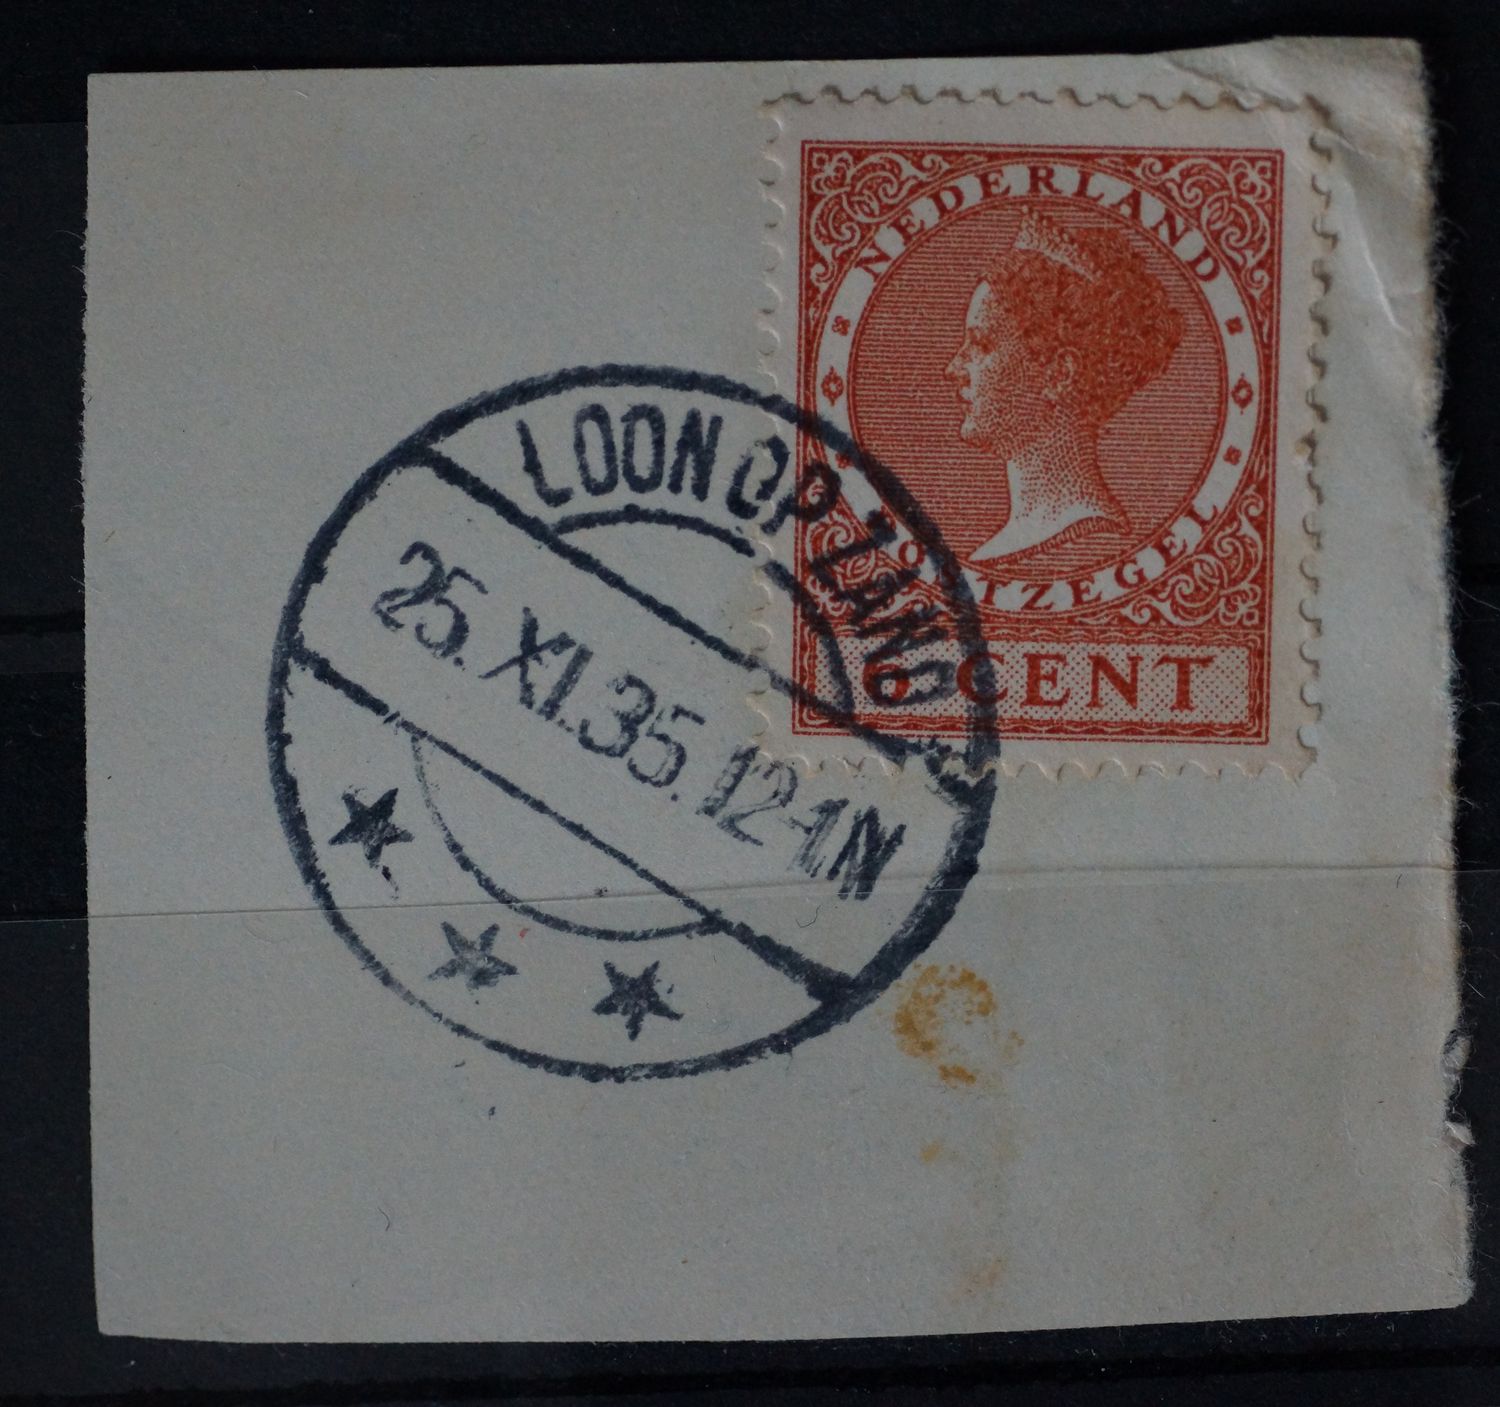 NEDERLAND
POSTZEGEL
6 CENT
LOON OP ZAND
25.XI.35.12-1N